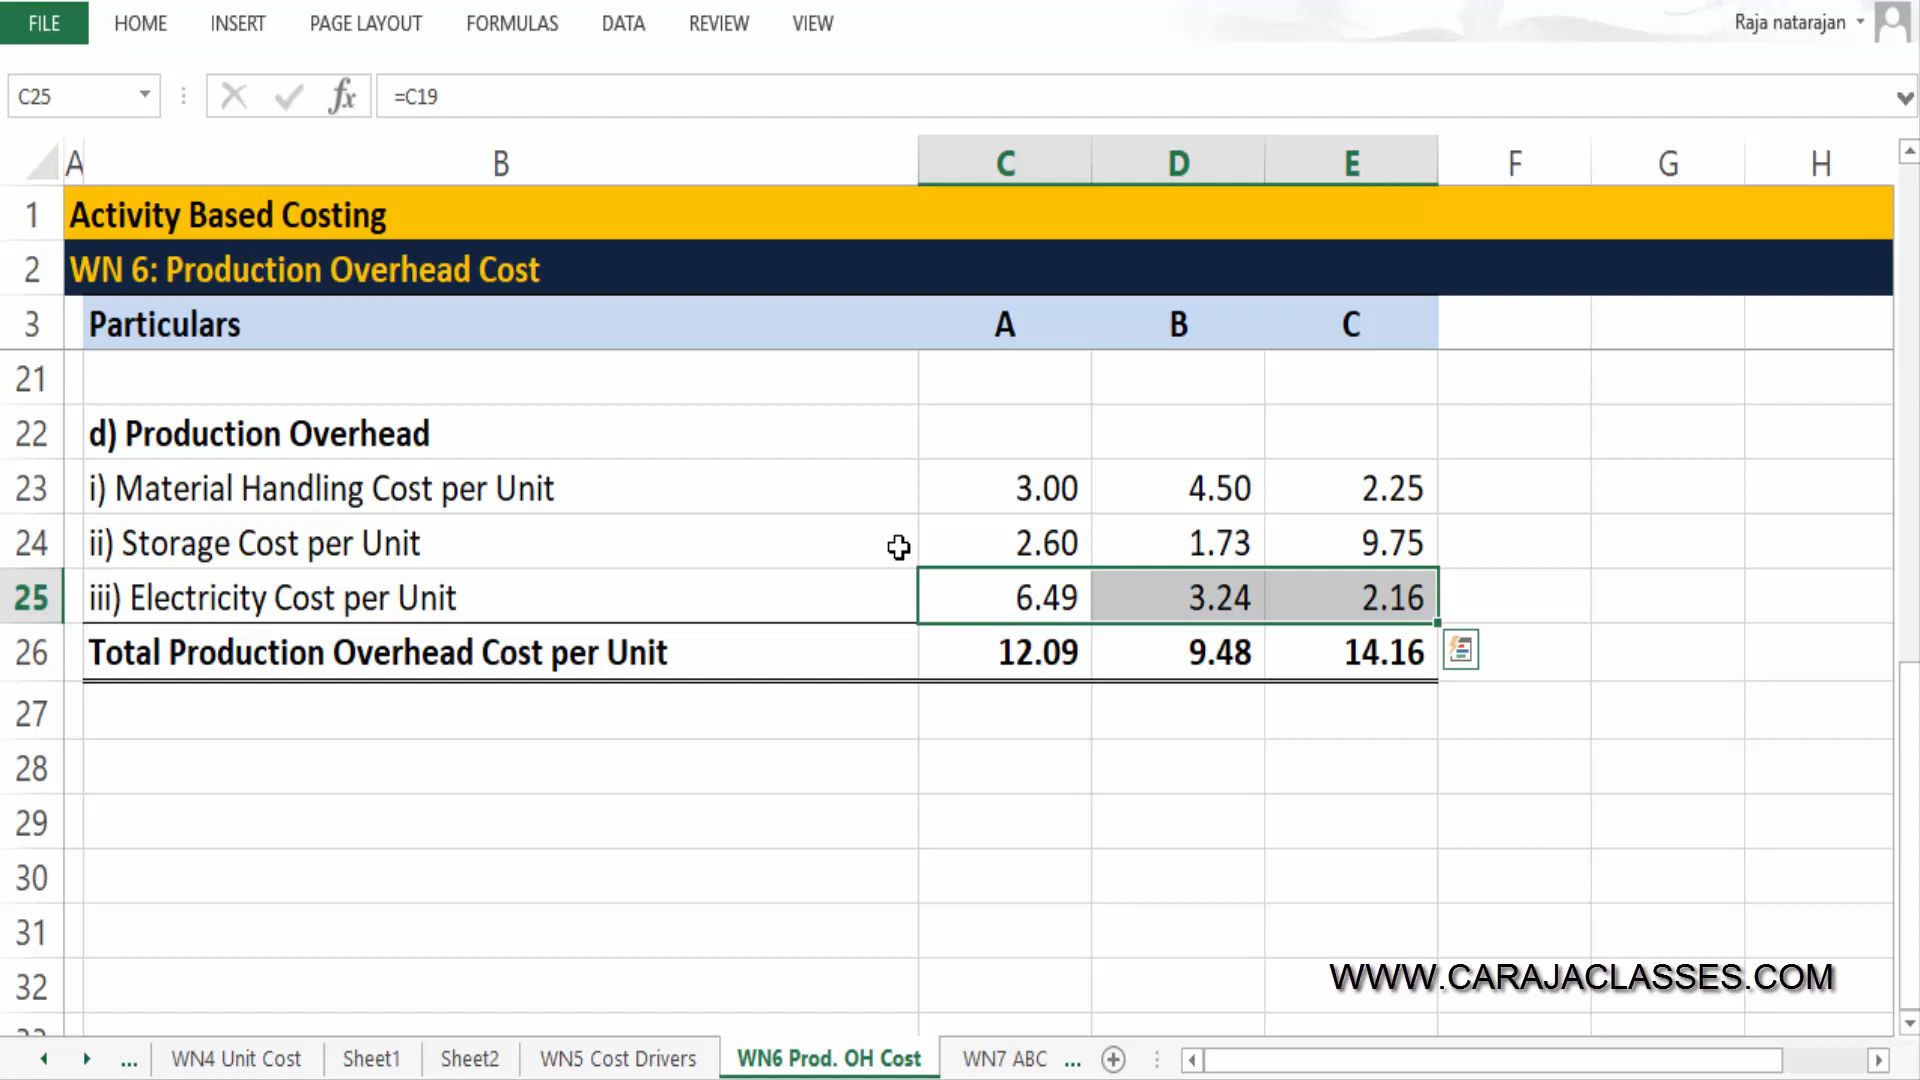 FILE HOME INSERT PAGE LAYOUT FORMULAS DATA REVIEW VIEW Raja natarajan
C25 fx =C19
A B C D E F G H
1 Activity Based Costing
2 WN 6: Production Overhead Cost
3 Particulars A B C
21
22 d) Production Overhead
23 i) Material Handling Cost per Unit 3.00 4.50 2.25
24 ii) Storage Cost per Unit 2.60 1.73 9.75
25 iii) Electricity Cost per Unit 6.49 3.24 2.16
26 Total Production Overhead Cost per Unit 12.09 9.48 14.16
27
28
29
30
31
32
WWW.CARAJACLASSES.COM
... WN4 Unit Cost Sheet1 Sheet2 WN5 Cost Drivers WN6 Prod. OH Cost WN7 ABC ...